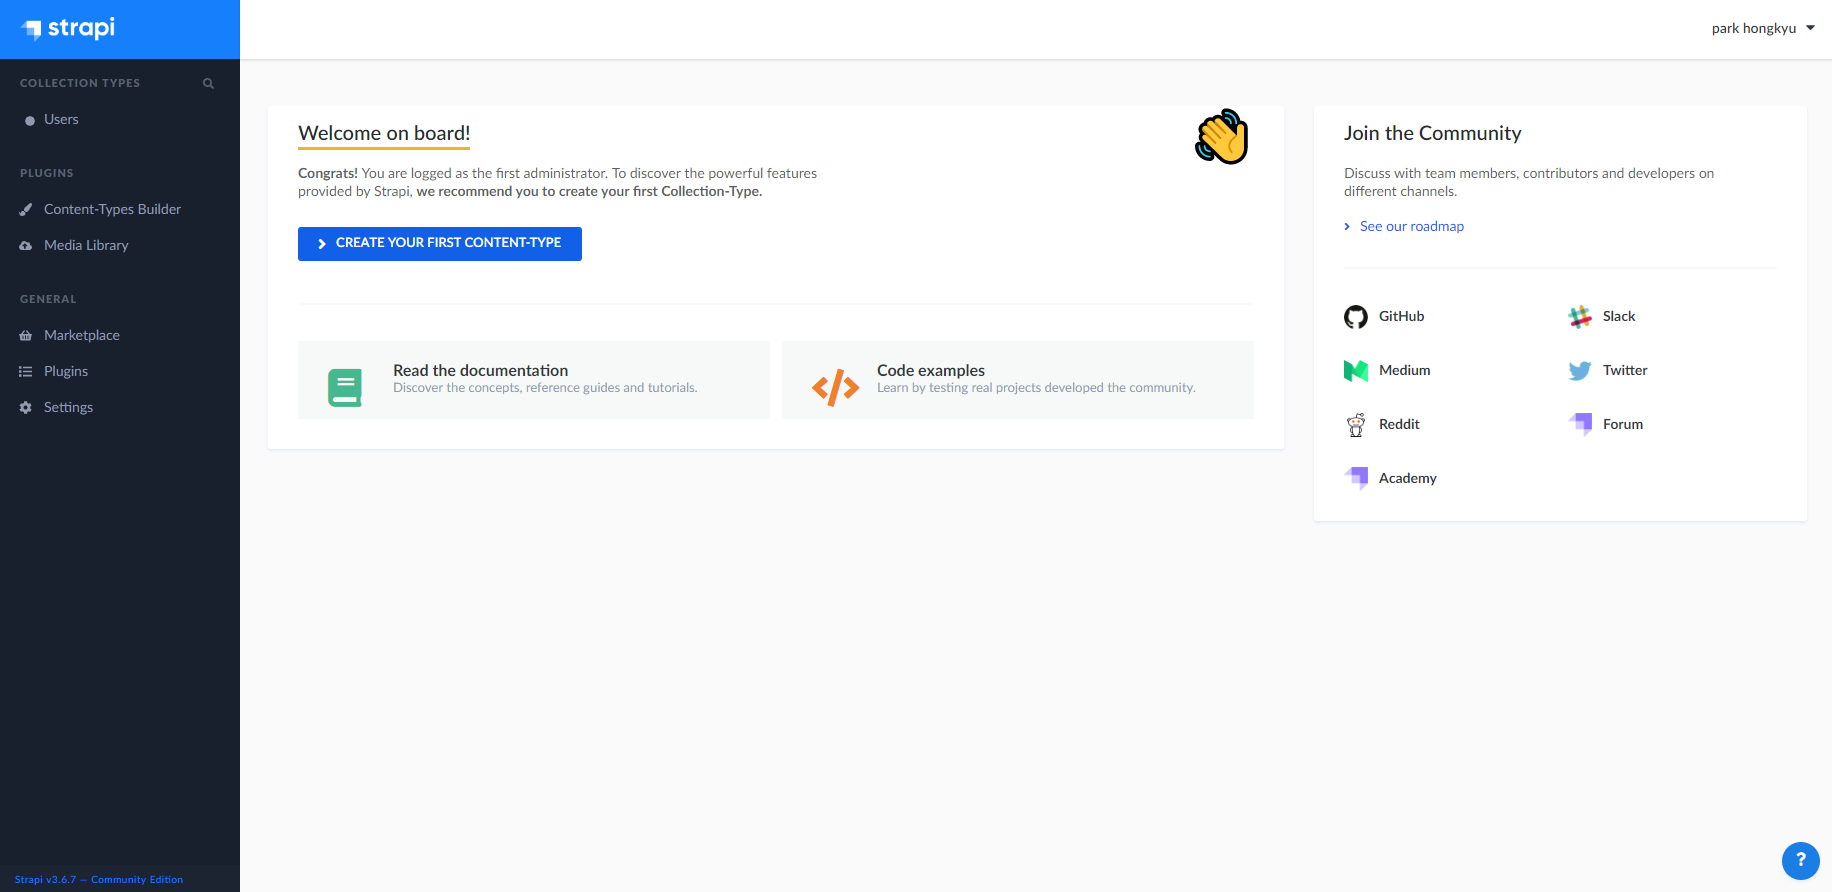 strapi
park hongkyu
COLLECTION TYPES
Users
PLUGINS
Content-Types Builder
Media Library
GENERAL
Marketplace
Plugins
Settings
Strapi v3.6.7 — Community Edition
Welcome on board!
Congrats! You are logged as the first administrator. To discover the powerful features
provided by Strapi, we recommend you to create your first Collection-Type.
CREATE YOUR FIRST CONTENT-TYPE
Read the documentation
Discover the concepts, reference guides and tutorials.
Code examples
Learn by testing real projects developed the community.
Join the Community
Discuss with team members, contributors and developers on
different channels.
See our roadmap
GitHub
Slack
Medium
Twitter
Reddit
Forum
Academy
?